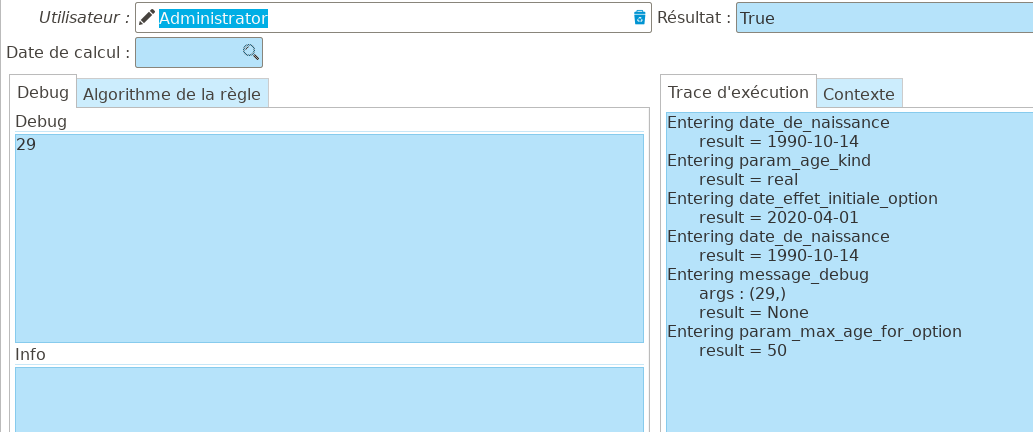 Utilisateur : Administrator Résultat : True
Date de calcul :
Debug Algorithme de la règle
Debug
29
Info
Trace d'exécution Contexte
Entering date_de_naissance
result = 1990-10-14
Entering param_age_kind
result = real
Entering date_effet_initiale_option
result = 2020-04-01
Entering date_de_naissance
result = 1990-10-14
Entering message_debug
args : (29,)
result = None
Entering param_max_age_for_option
result = 50